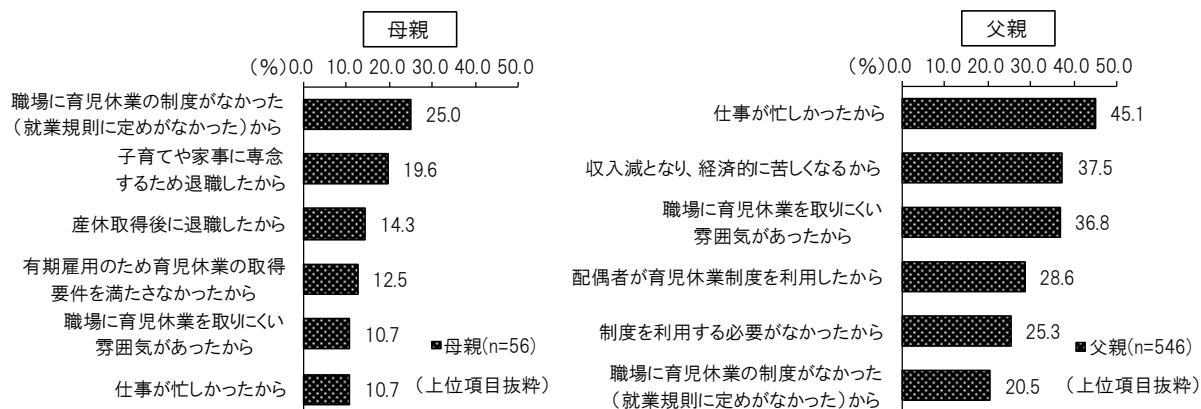 母親
(%)0.0 10.0 20.0 30.0 40.0 50.0
職場に育児休業の制度がなかった
(就業規則に定めがなかった)から
25.0
子育てや家事に専念
するため退職したから
19.6
産休取得後に退職したから
14.3
有期雇用のため育児休業の取得
要件を満たさなかったから
12.5
職場に育児休業を取りにくい
雰囲気があったから
10.7
仕事が忙しかったから
10.7
母親(n=56)
(上位項目抜粋)
父親
(%) 0.0 10.0 20.0 30.0 40.0 50.0
仕事が忙しかったから
45.1
収入減となり、経済的に苦しくなるから
37.5
職場に育児休業を取りにくい
雰囲気があったから
36.8
配偶者が育児休業制度を利用したから
28.6
制度を利用する必要がなかったから
25.3
職場に育児休業の制度がなかった
(就業規則に定めがなかった)から
20.5
父親(n=546)
(上位項目抜粋)